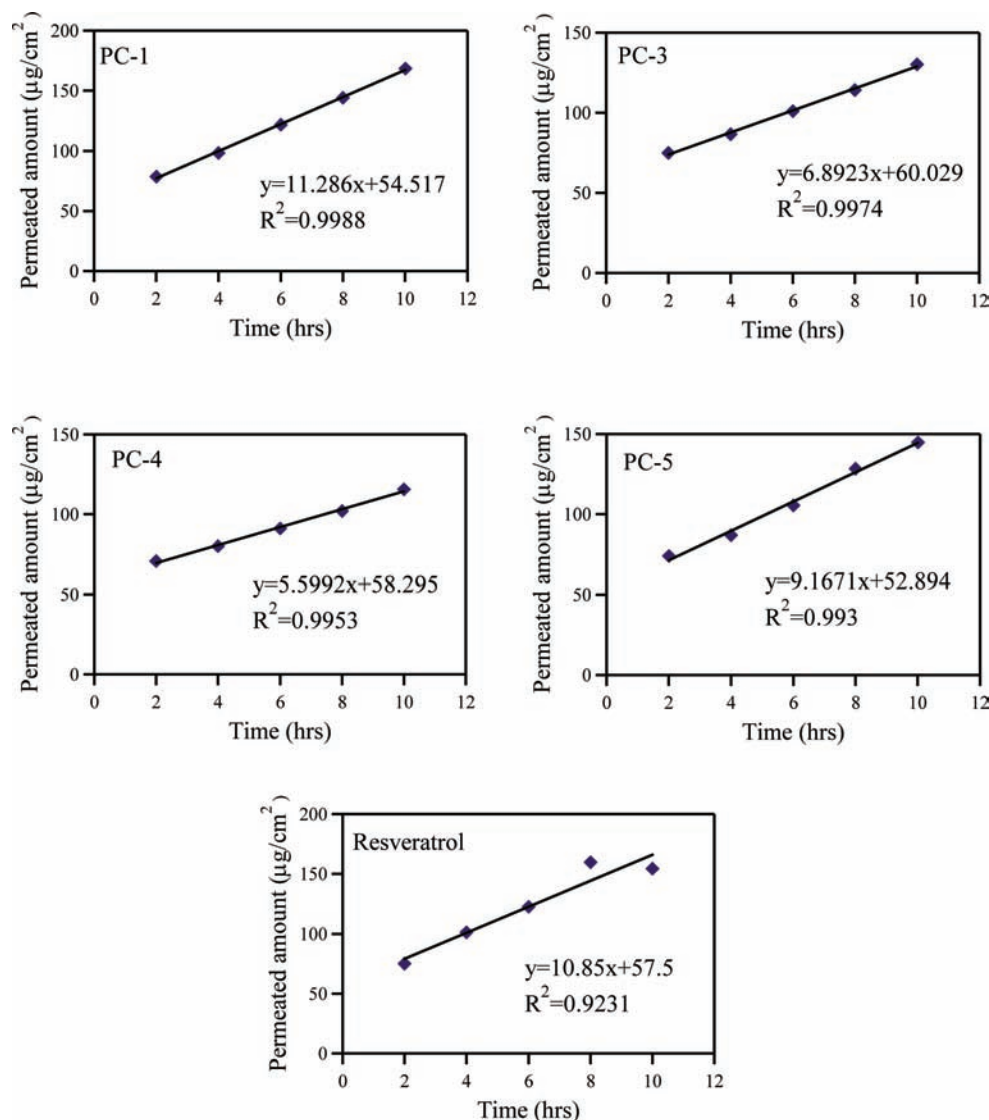 PC-1
Permeated amount (µg/cm²)
200
150
100
50
0
y=11.286x+54.517
R²=0.9988
0 2 4 6 8 10 12
Time (hrs)
PC-3
Permeated amount (µg/cm²)
150
100
50
0
y=6.8923x+60.029
R²=0.9974
0 2 4 6 8 10 12
Time (hrs)
PC-4
Permeated amount (µg/cm²)
150
100
50
0
y=5.5992x+58.295
R²=0.9953
0 2 4 6 8 10 12
Time (hrs)
PC-5
Permeated amount (µg/cm²)
150
100
50
0
y=9.1671x+52.894
R²=0.993
0 2 4 6 8 10 12
Time (hrs)
Resveratrol
Permeated amount (µg/cm²)
200
150
100
50
0
y=10.85x+57.5
R²=0.9231
0 2 4 6 8 10 12
Time (hrs)